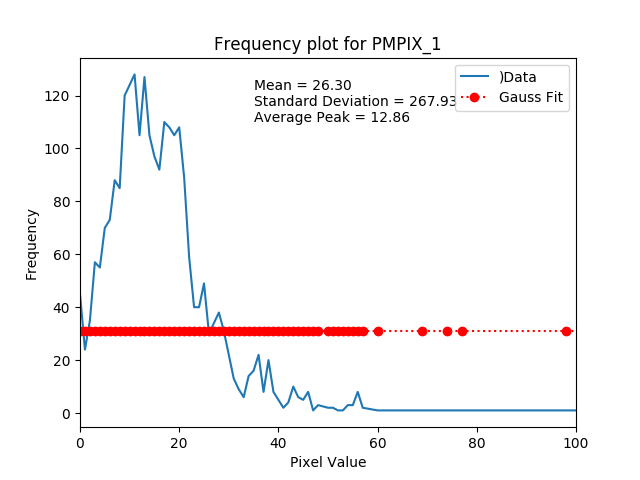 Frequency plot for PMPIX_1
Mean = 26.30
Standard Deviation = 267.93
Average Peak = 12.86
)Data
Gauss Fit
Frequency
120
100
80
60
40
20
0
0 20 40 60 80 100
Pixel Value